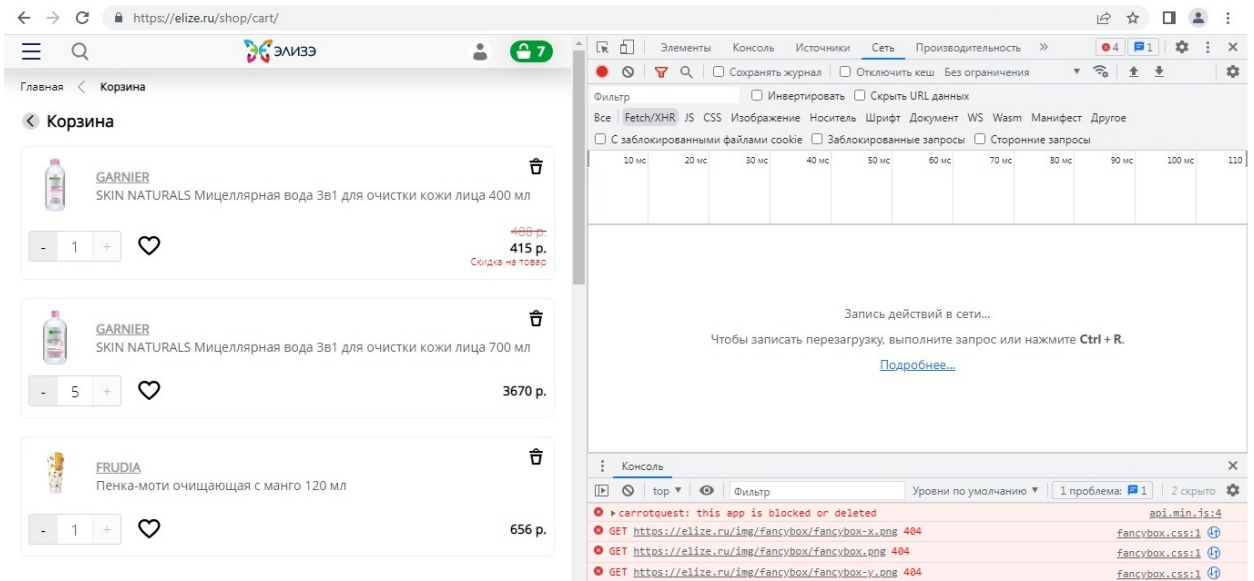 https://elize.ru/shop/cart/
ЭЛИЗЭ
7
Главная Корзина
Корзина
GARNIER
SKIN NATURALS Мицеллярная вода 3в1 для очистки кожи лица 400 мл
488 р.
- 1 +
415 р.
Скидка на товар
GARNIER
SKIN NATURALS Мицеллярная вода 3в1 для очистки кожи лица 700 мл
- 5 + 3670 р.
FRUDIA
Пенка-моти очищающая с манго 120 мл
- 1 + 656 р.
Элементы Консоль Источники Сеть Производительность » 4 1
Сохранять журнал Отключить кеш Без ограничения
Фильтр Инвертировать Скрыть URL данных
Все Fetch/XHR JS CSS Изображение Носитель Шрифт Документ WS Wasm Манифест Другое
С заблокированными файлами cookie Заблокированные запросы Сторонние запросы
10 мс 20 мс 30 мс 40 мс 50 мс 60 мс 70 мс 80 мс 90 мс 100 мс 110
Запись действий в сети...
Чтобы записать перезагрузку, выполните запрос или нажмите Ctrl + R.
Подробнее...
Консоль
top Фильтр Уровни по умолчанию 1 проблема: 1 2 скрыто
carrotquest: this app is blocked or deleted api.min.js:4
GET https://elize.ru/img/fancybox/fancybox-x.png 404 fancybox.css:1
GET https://elize.ru/img/fancybox/fancybox.png 404 fancybox.css:1
GET https://elize.ru/img/fancybox/fancybox-y.png 404 fancybox.css:1